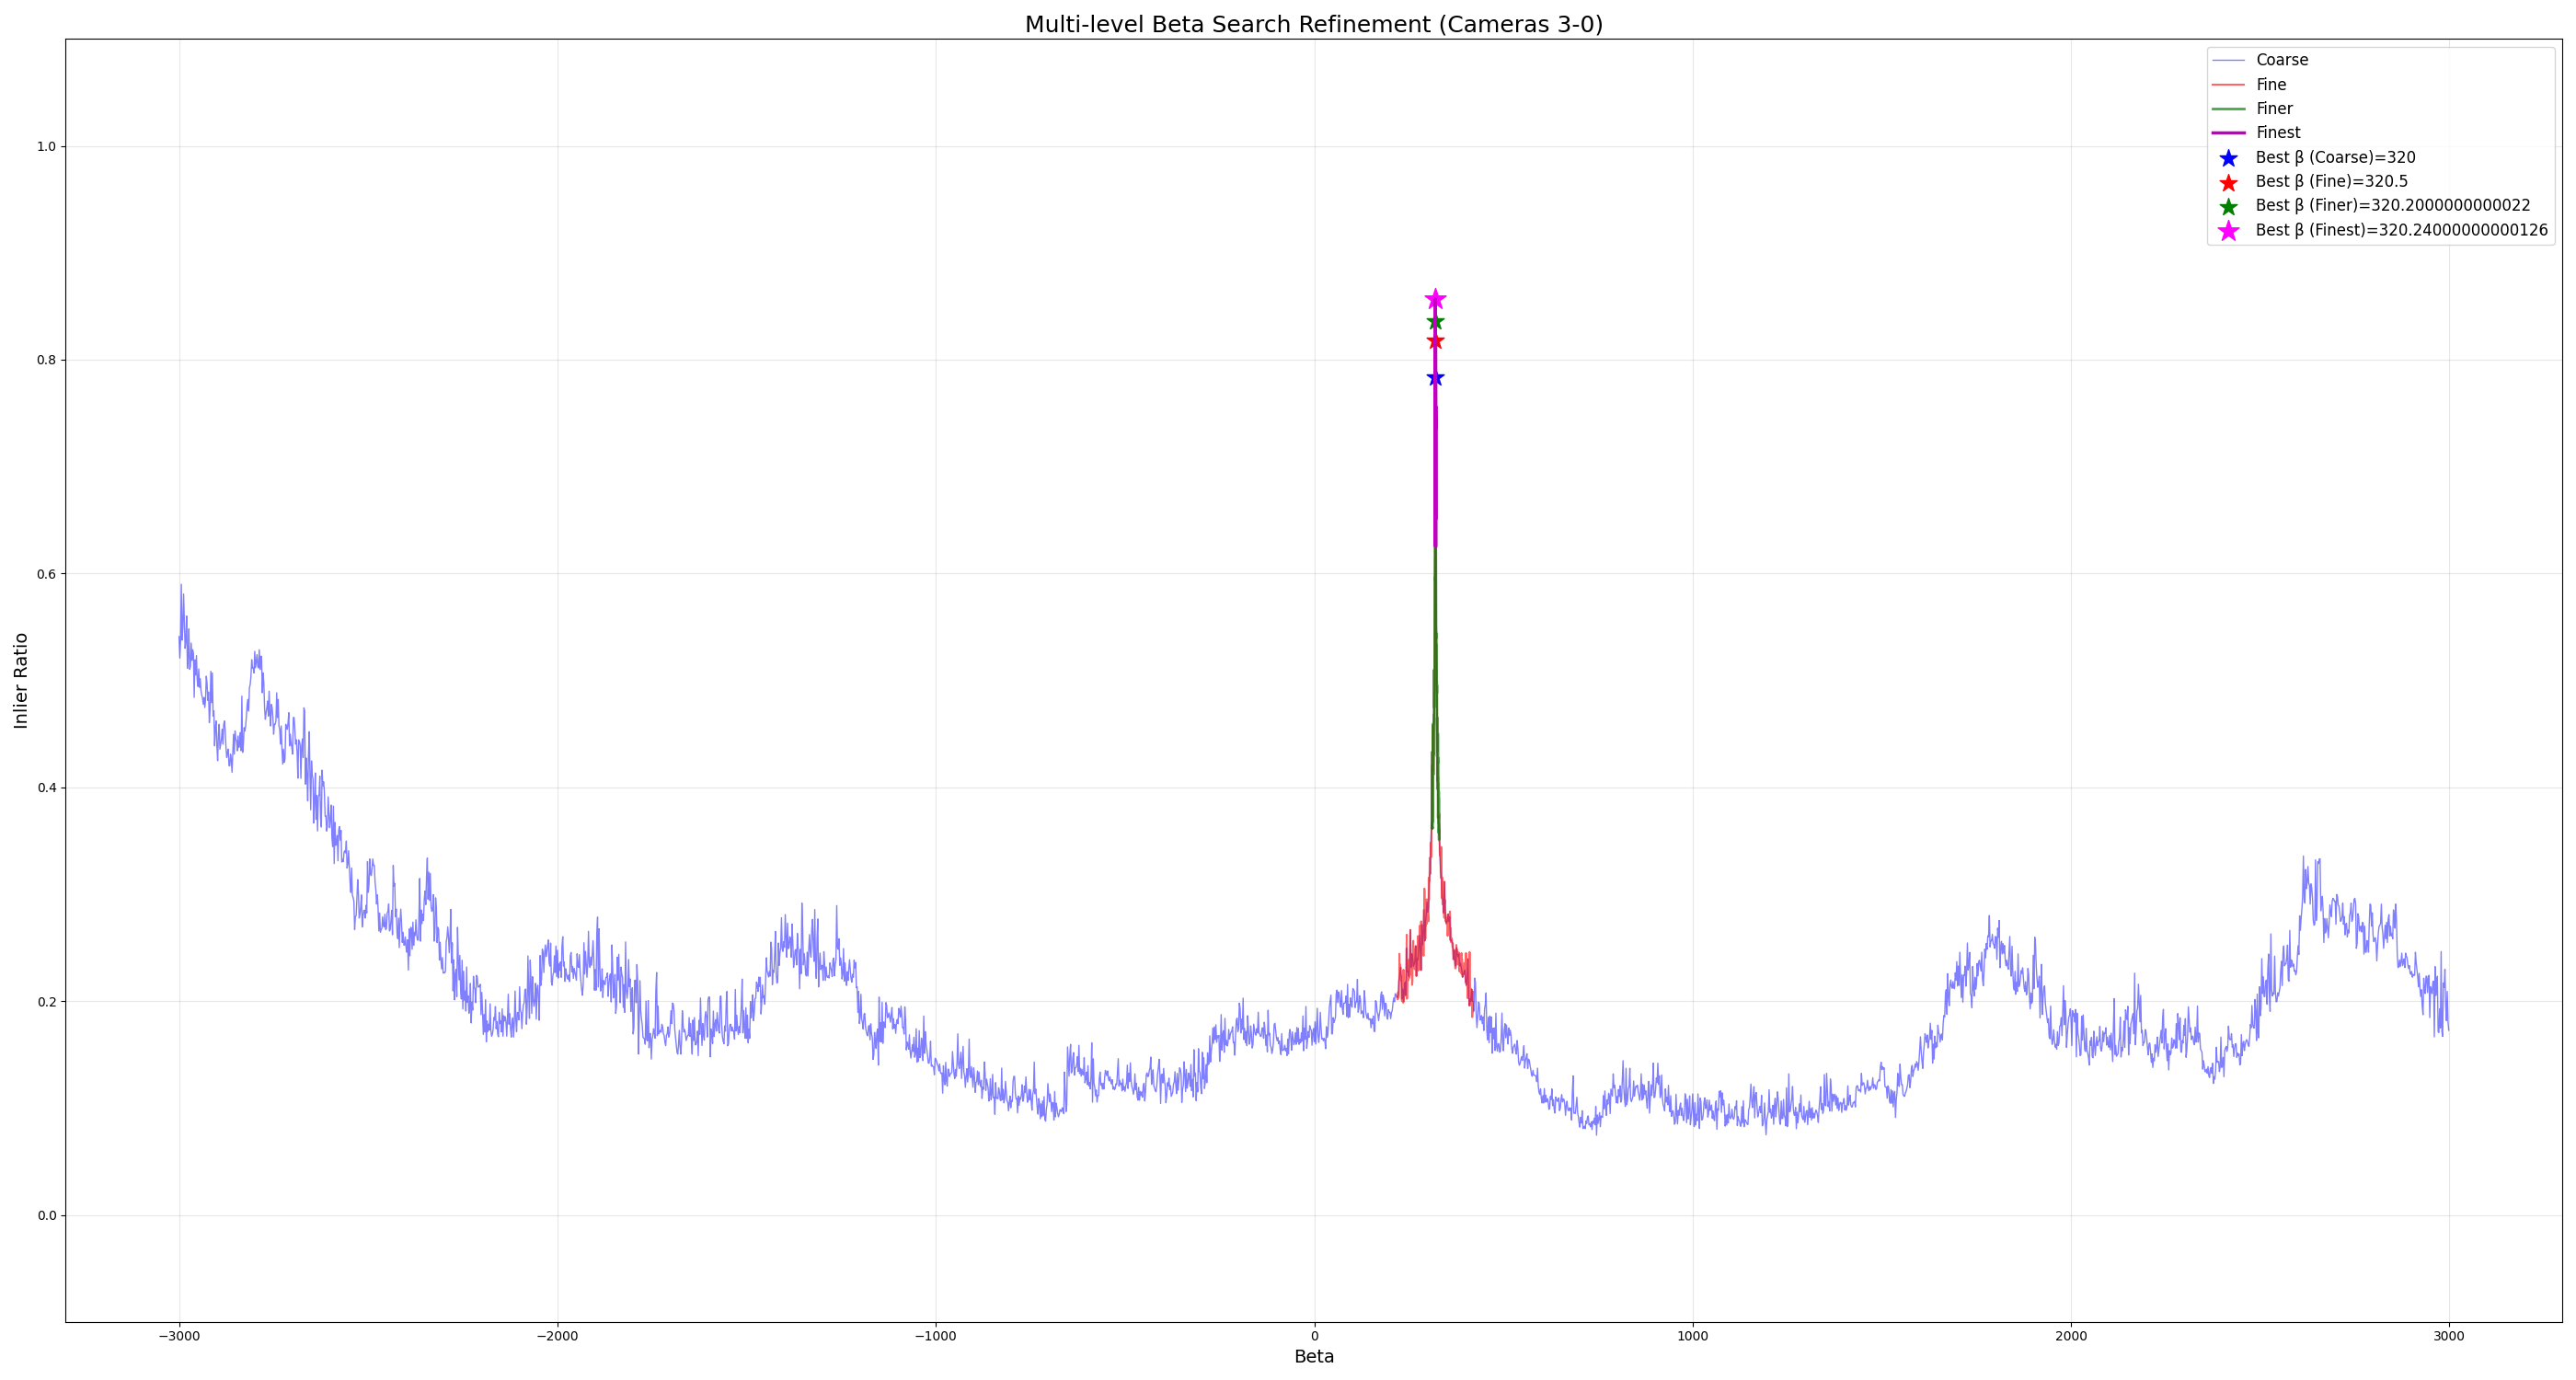 Multi-level Beta Search Refinement (Cameras 3-0)
Coarse
Fine
Finer
Finest
Best β (Coarse)=320
Best β (Fine)=320.5
Best β (Finer)=320.2000000000022
Best β (Finest)=320.24000000000126
1.0
0.8
0.6
0.4
0.2
0.0
Inlier Ratio
−3000 −2000 −1000 0 1000 2000 3000
Beta